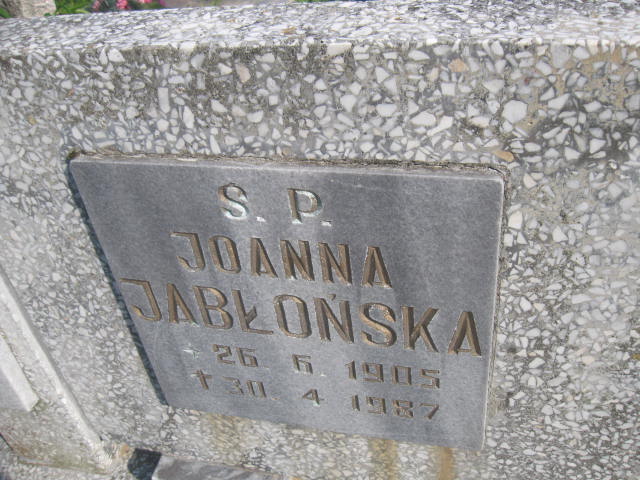 Ś. P.
JOANNA
JABŁOŃSKA
* 26 6 1905
† 30 4 1987